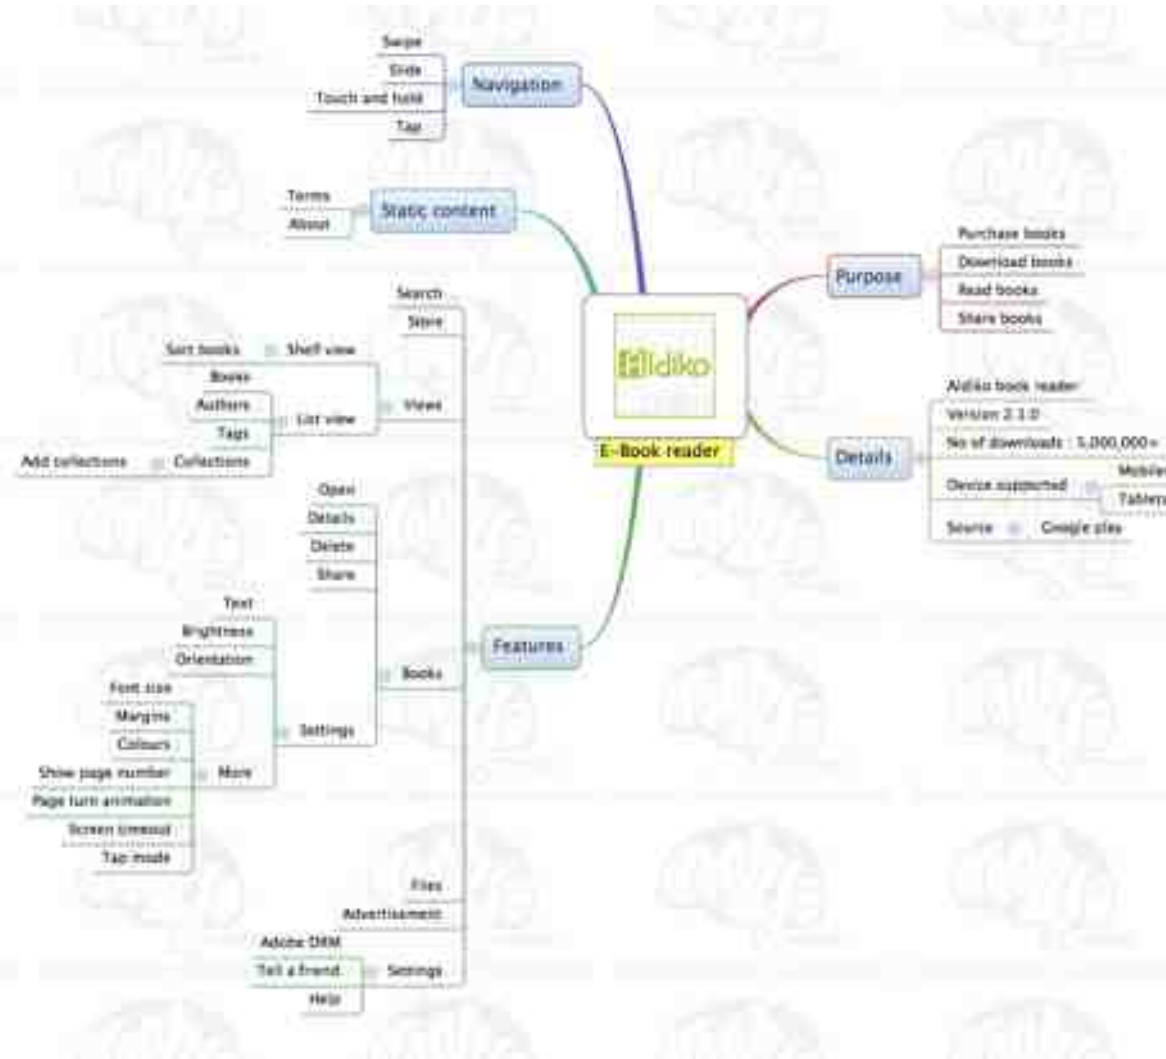 Swipe
Slide
Touch and hold
Tap
Navigation
Terms
About
Static content
Purchase books
Download books
Read books
Share books
Purpose
Aldiko
E-Book reader
Aldiko book reader
Version 2.1.0
No of downloads : 5,000,000+
Device supported
Mobiles
Tablets
Source
Google play
Details
Search
Store
Sort books
Shelf view
Books
Authors
Tags
Add collections
Collections
List view
Views
Open
Details
Delete
Share
Text
Brightness
Orientation
Font size
Margins
Colours
Show page number
Page turn animation
Screen timeout
Tap mode
More
Settings
Books
Features
Files
Advertisement
Adobe DRM
Tell a friend
Help
Settings